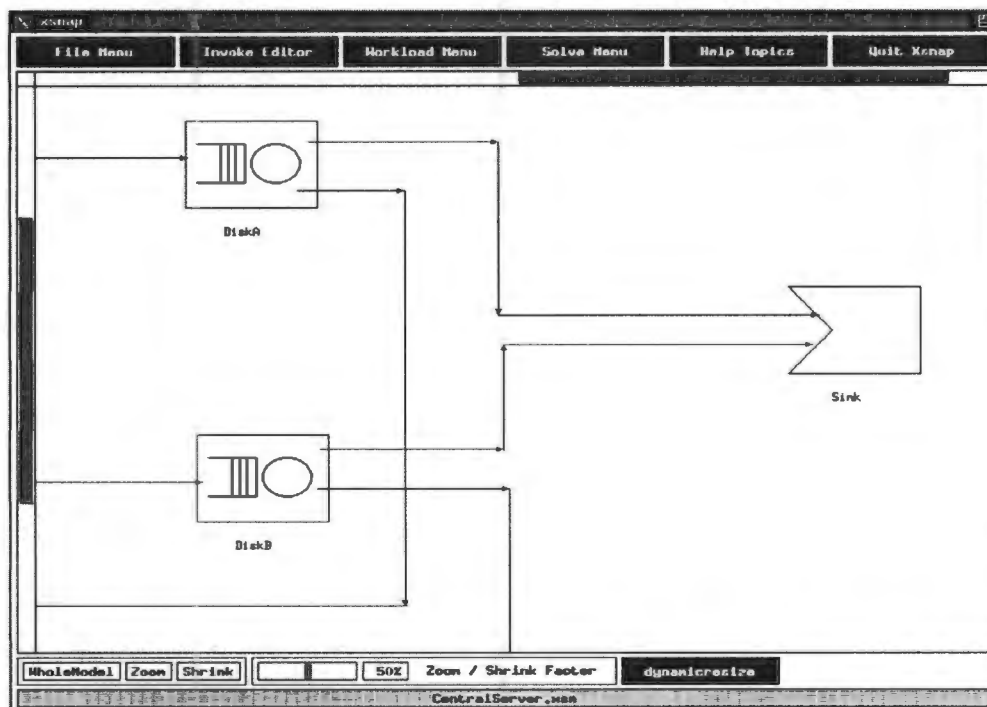 xsnap
File Menu Invoke Editor Workload Menu Solve Menu Help Topics Quit Xsnap
DiskA
Sink
DiskB
WholeModel Zoom Shrink 50% Zoom / Shrink Factor dynamicresize
CentralServer.xsn